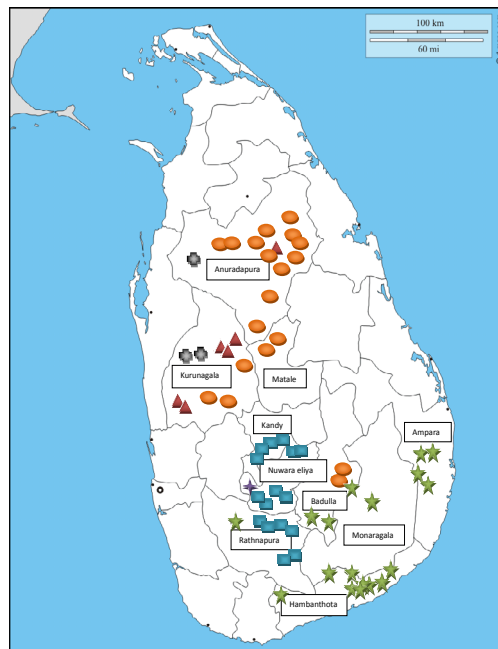 100 km
60 mi
Anuradapura
Kurunagala
Matale
Kandy
Ampara
Nuwara eliya
Badulla
Monaragala
Rathnapura
Hambanthota